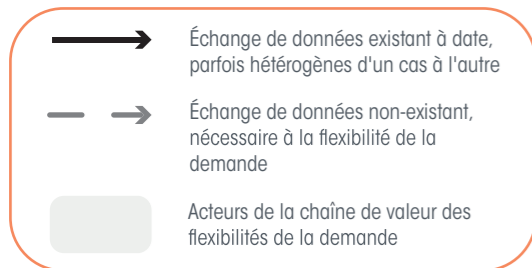 Échange de données existant à date,
parfois hétérogènes d'un cas à l'autre
Échange de données non-existant,
nécessaire à la flexibilité de la
demande
Acteurs de la chaîne de valeur des
flexibilités de la demande